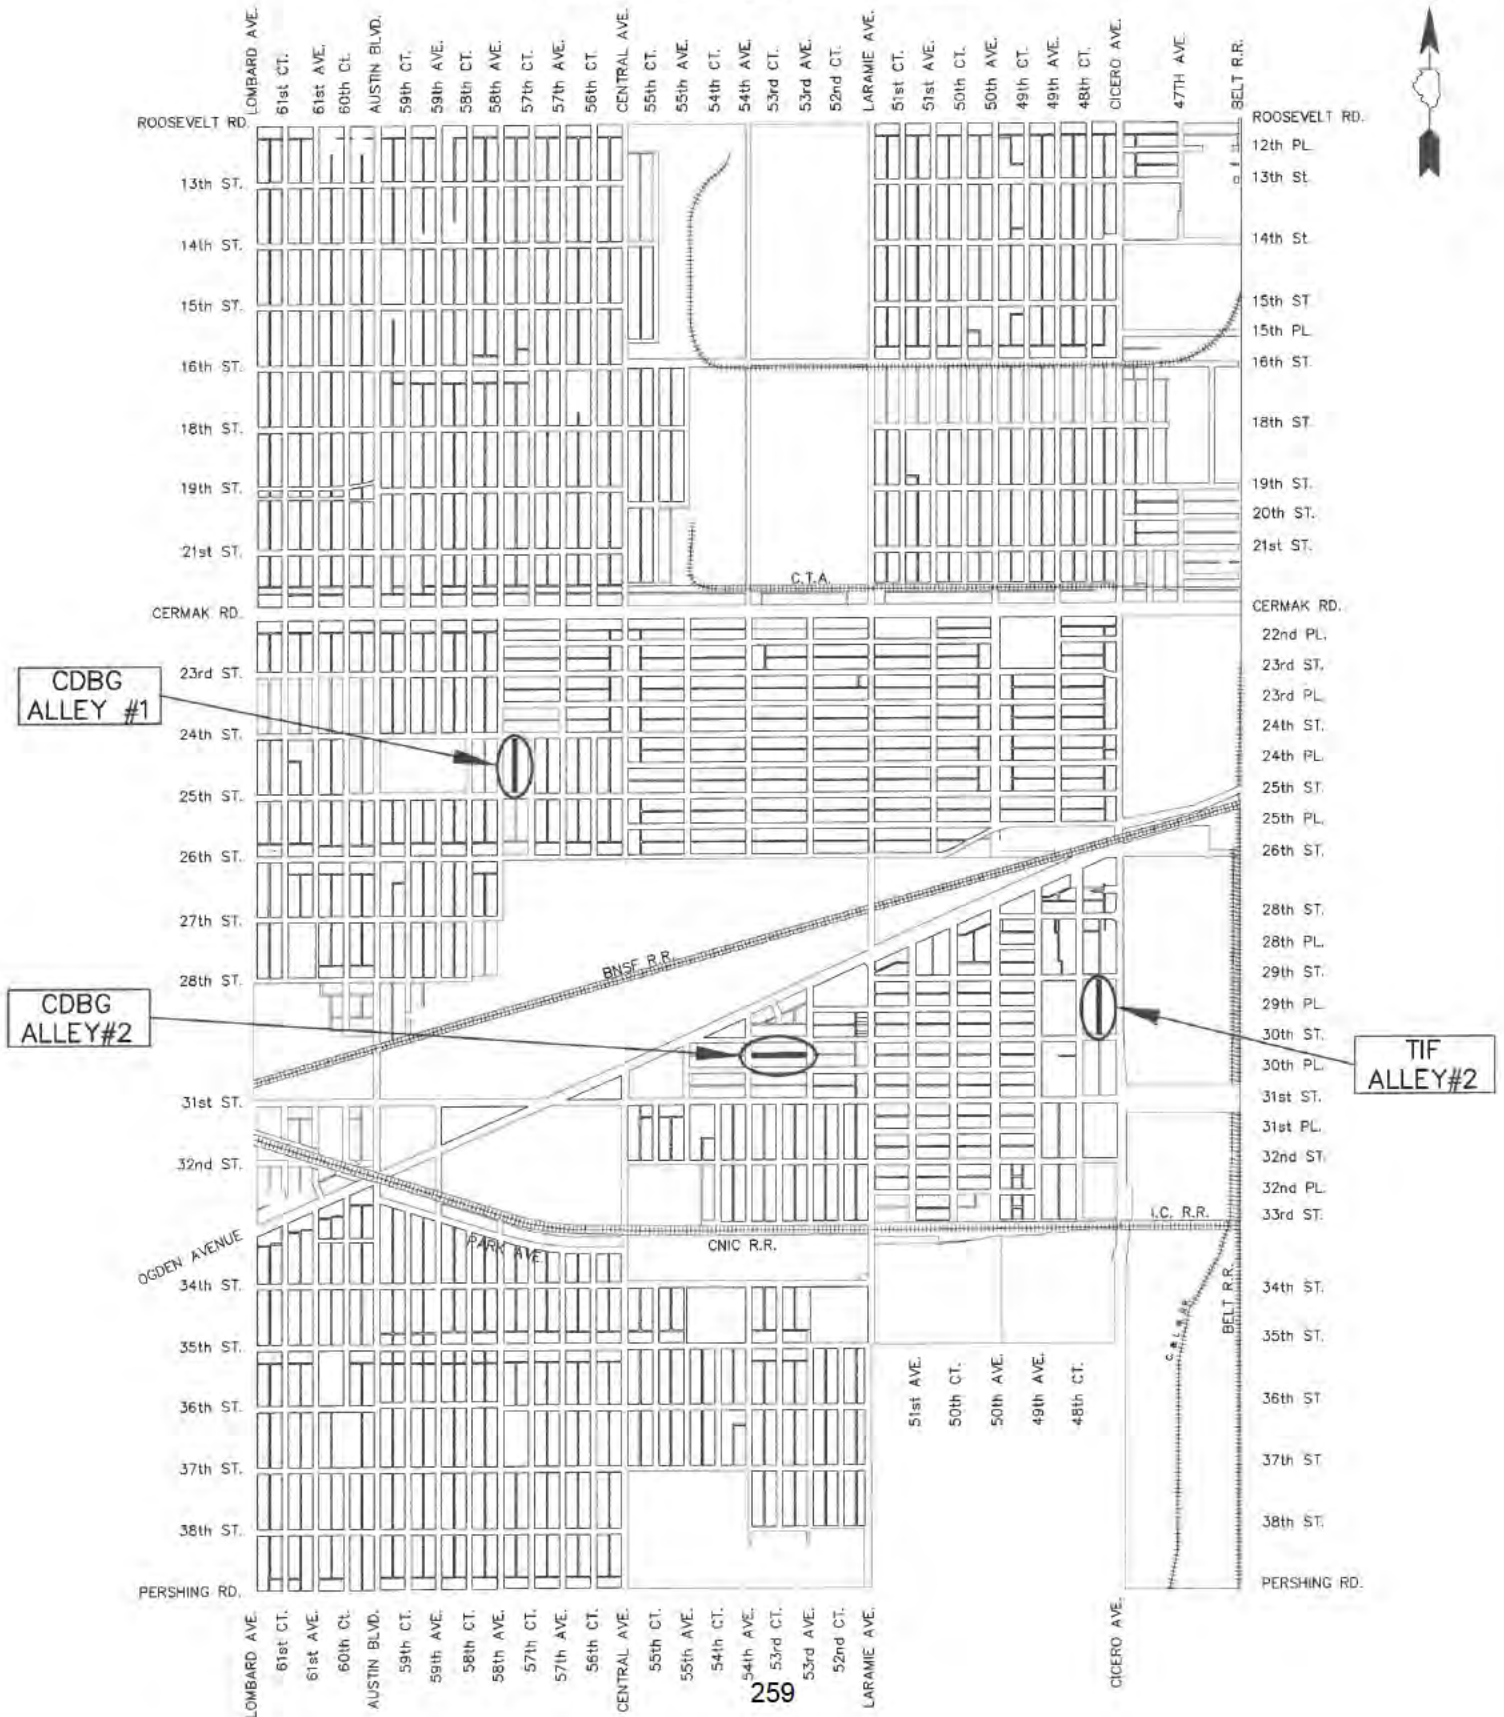 LOMBARD AVE.
61st CT.
61st AVE.
60th Ct.
AUSTIN BLVD.
59th CT.
59th AVE.
58th CT.
58th AVE.
57th CT.
57th AVE.
56th CT.
CENTRAL AVE.
55th CT.
55th AVE.
54th CT.
54th AVE.
53rd CT.
53rd AVE.
52nd CT.
LARAMIE AVE.
51st CT.
51st AVE.
50th CT.
50th AVE.
49th CT.
49th AVE.
48th CT.
CICERO AVE.
47TH AVE.
BELT R.R.
ROOSEVELT RD.
13th ST.
14th ST.
15th ST.
16th ST.
18th ST.
19th ST.
21st ST.
CERMAK RD.
23rd ST.
24th ST.
25th ST.
26th ST.
27th ST.
28th ST.
31st ST.
32nd ST.
OGDEN AVENUE
34th ST.
35th ST.
36th ST.
37th ST.
38th ST.
PERSHING RD.
ROOSEVELT RD.
12th PL.
13th St.
14th St.
15th ST.
15th PL.
16th ST.
18th ST.
19th ST.
20th ST.
21st ST.
CERMAK RD.
22nd PL.
23rd ST.
23rd PL.
24th ST.
24th PL.
25th ST.
25th PL.
26th ST.
28th ST.
28th PL.
29th ST.
29th PL.
30th ST.
30th PL.
31st ST.
31st PL.
32nd ST.
32nd PL.
33rd ST.
34th ST.
35th ST.
36th ST
37th ST
38th ST.
PERSHING RD.
C.T.A.
CDBG
ALLEY #1
BNSF R.R.
CDBG
ALLEY#2
TIF
ALLEY#2
I.C. R.R.
PARK AVE.
CNIC R.R.
BELT R.R.
51st AVE.
50th CT.
50th AVE.
49th AVE.
48th CT.
LOMBARD AVE.
61st CT.
61st AVE.
60th Ct.
AUSTIN BLVD.
59th CT.
59th AVE.
58th CT.
58th AVE.
57th CT.
57th AVE.
56th CT.
CENTRAL AVE.
55th CT.
55th AVE.
54th CT.
54th AVE.
53rd CT.
53rd AVE.
52nd CT.
LARAMIE AVE.
CICERO AVE.
259